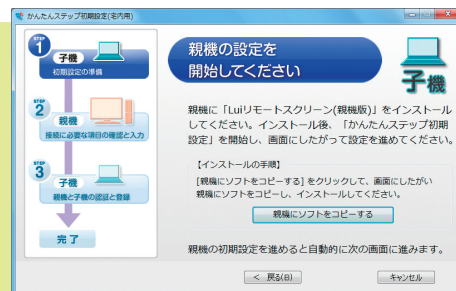 かんたんステップ初期設定(宅内用)
STEP
1
子機
初期設定の準備
STEP
2
親機
接続に必要な項目の確認と入力
STEP
3
子機
親機と子機の認証と登録
完了
親機の設定を
開始してください
子機
親機に「Luiリモートスクリーン(親機版)」をインストール
してください。インストール後、「かんたんステップ初期
設定」を開始し、画面にしたがって設定を進めてください。
【インストールの手順】
[親機にソフトをコピーする]をクリックして、画面にしたがい
親機にソフトをコピーし、インストールしてください。
親機にソフトをコピーする
親機の初期設定を進めると自動的に次の画面に進みます。
< 戻る(B)
キャンセル